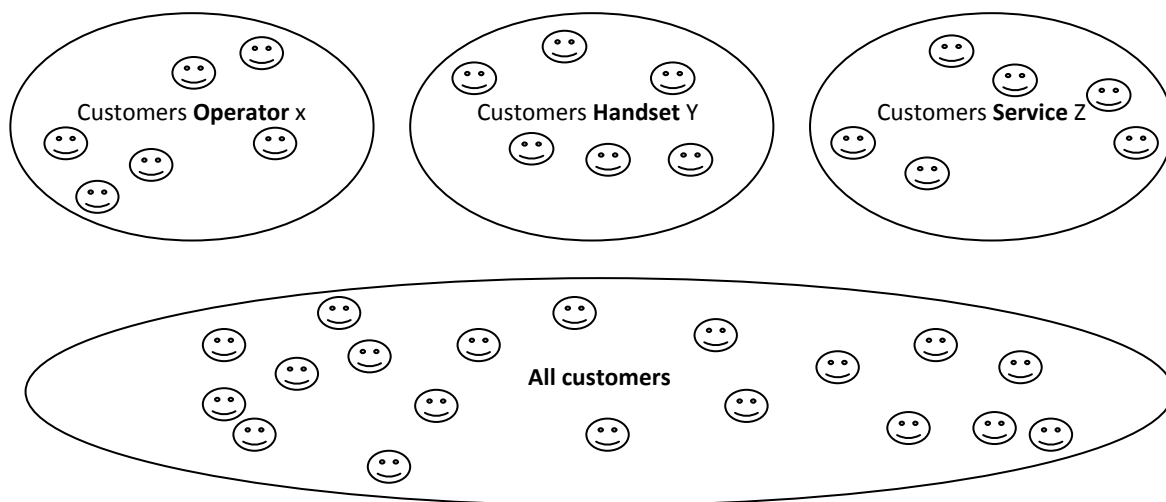 Customers Operator x
Customers Handset Y
Customers Service Z
All customers